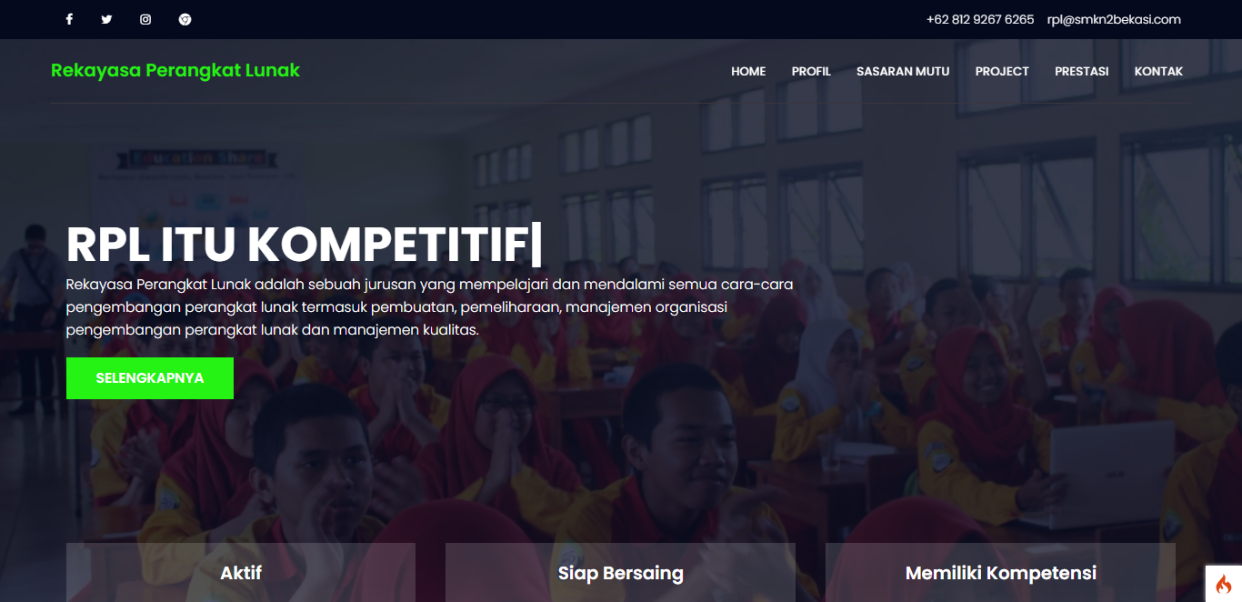 +62 812 9267 6265 rpl@smkn2bekasi.com
Rekayasa Perangkat Lunak
HOME PROFIL SASARAN MUTU PROJECT PRESTASI KONTAK
Education Sharing
RPL ITU KOMPETITIF|
Rekayasa Perangkat Lunak adalah sebuah jurusan yang mempelajari dan mendalami semua cara-cara
pengembangan perangkat lunak termasuk pembuatan, pemeliharaan, manajemen organisasi
pengembangan perangkat lunak dan manajemen kualitas.
SELENGKAPNYA
Aktif Siap Bersaing Memiliki Kompetensi